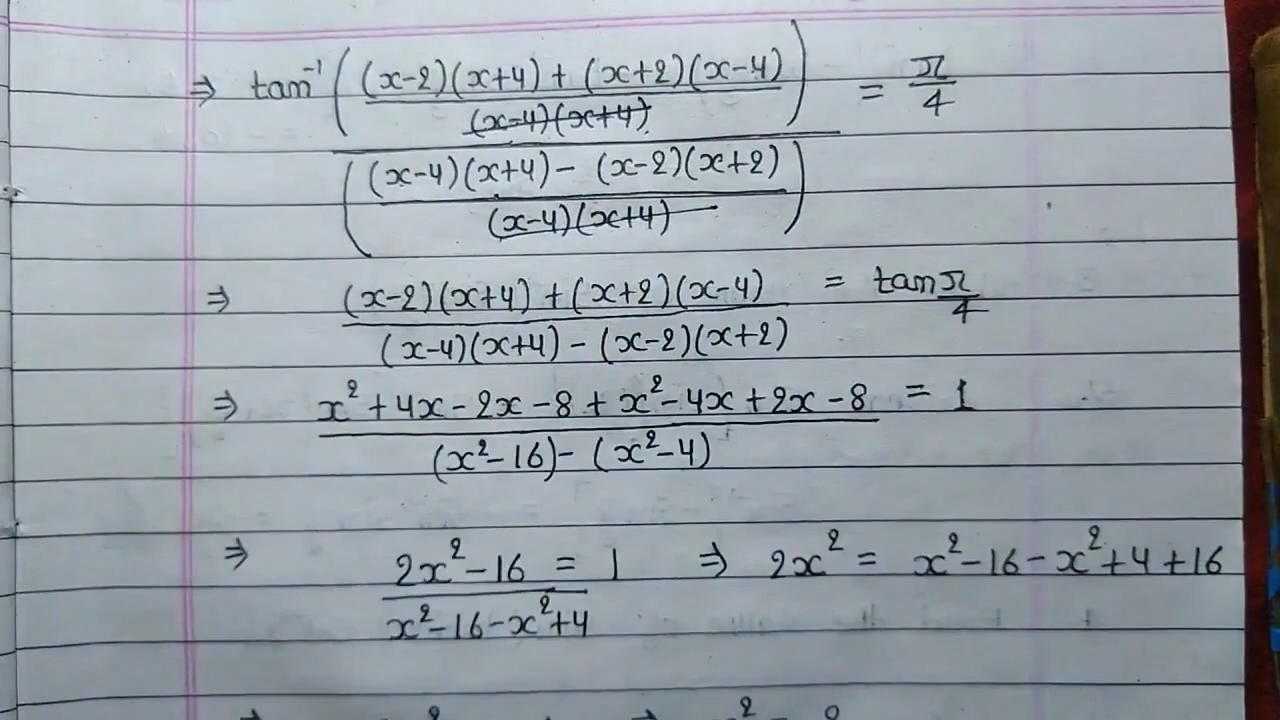 ⇒ tan⁻¹ ( (x-2)(x+4) + (x+2)(x-4) ) = π/4
(x-4)(x+4)
( (x-4)(x+4) - (x-2)(x+2) )
(x-4)(x+4)
⇒ (x-2)(x+4) + (x+2)(x-4) = tan π/4
(x-4)(x+4) - (x-2)(x+2)
⇒ x² + 4x - 2x - 8 + x² - 4x + 2x - 8 = 1
(x² - 16) - (x² - 4)
⇒ 2x² - 16 = 1 ⇒ 2x² = x² - 16 - x² + 4 + 16
x² - 16 - x² + 4